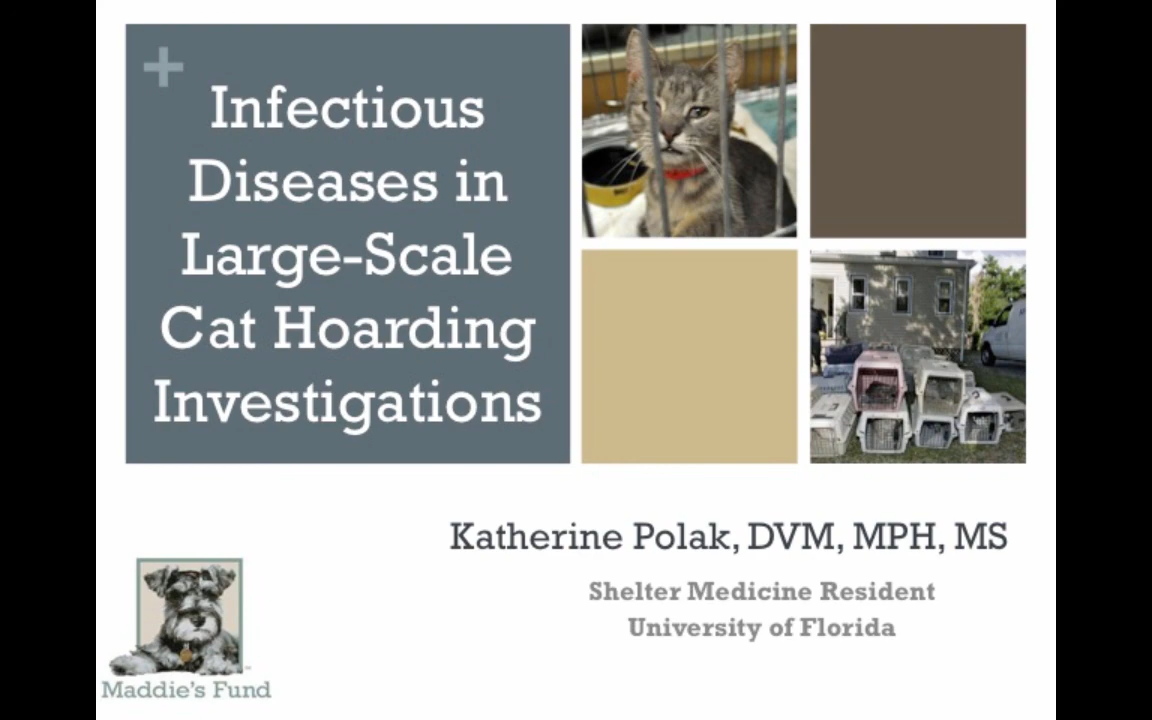 +
Infectious
Diseases in
Large-Scale
Cat Hoarding
Investigations
Katherine Polak, DVM, MPH, MS
Shelter Medicine Resident
University of Florida
Maddie's Fund